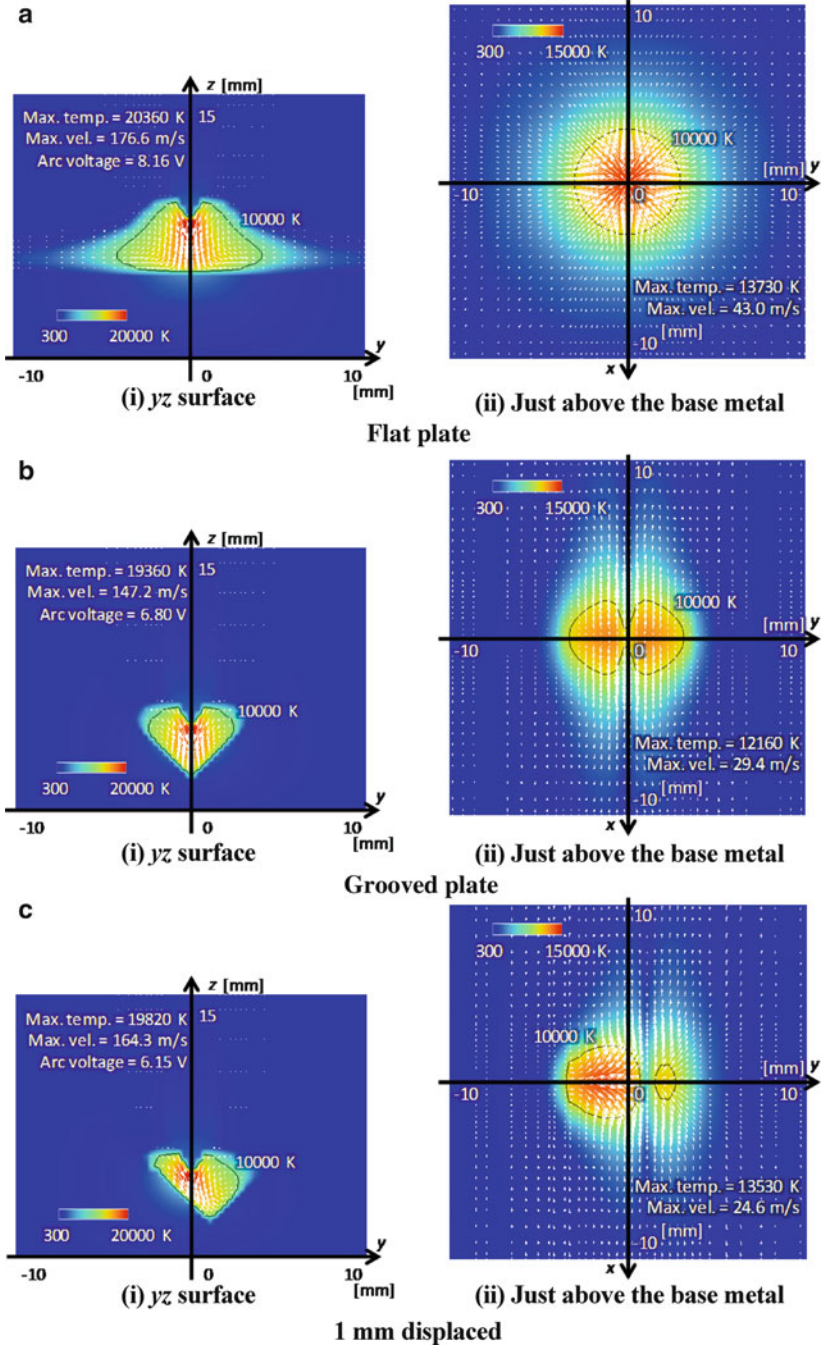 a
z [mm]
Max. temp. = 20360 K
15
Max. vel. = 176.6 m/s
Arc voltage = 8.16 V
10000 K
300 20000 K
y
-10 0 10
[mm]
(i) yz surface
10
300 15000 K
10000 K
[mm] y
10 0 10
Max. temp. = 13730 K
Max. vel. = 43.0 m/s
[mm]
-10
x
(ii) Just above the base metal
Flat plate
b
z [mm]
Max. temp. = 19360 K
15
Max. vel. = 147.2 m/s
Arc voltage = 6.80 V
10000 K
300 20000 K
y
-10 0 10
[mm]
(i) yz surface
10
300 15000 K
10000 K
[mm] y
-10 0 10
Max. temp. = 12160 K
Max. vel. = 29.4 m/s
[mm]
-10
x
(ii) Just above the base metal
Grooved plate
c
z [mm]
Max. temp. = 19820 K
15
Max. vel. = 164.3 m/s
Arc voltage = 6.15 V
10000 K
300 20000 K
y
-10 0 10
[mm]
(i) yz surface
10
300 15000 K
10000 K
[mm] y
-10 0 10
Max. temp. = 13530 K
Max. vel. = 24.6 m/s
[mm]
-10
x
(ii) Just above the base metal
1 mm displaced